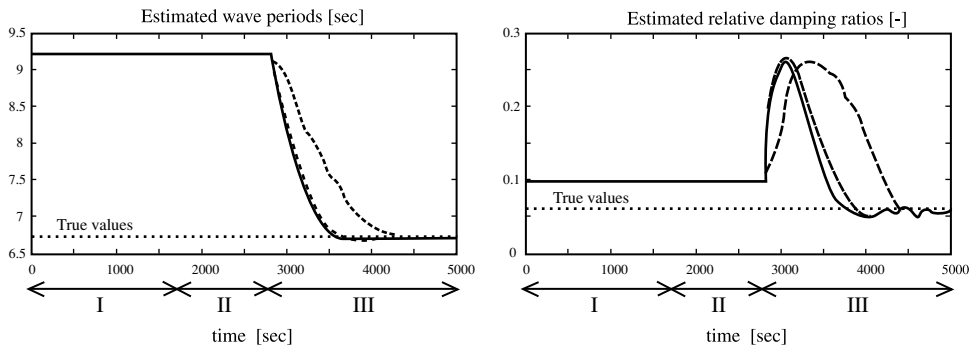 Estimated wave periods [sec]
9.5
9
8.5
8
7.5
7
6.5
True values
0 1000 2000 3000 4000 5000
I II III
time [sec]
Estimated relative damping ratios [-]
0.3
0.2
0.1
0
True values
0 1000 2000 3000 4000 5000
I II III
time [sec]